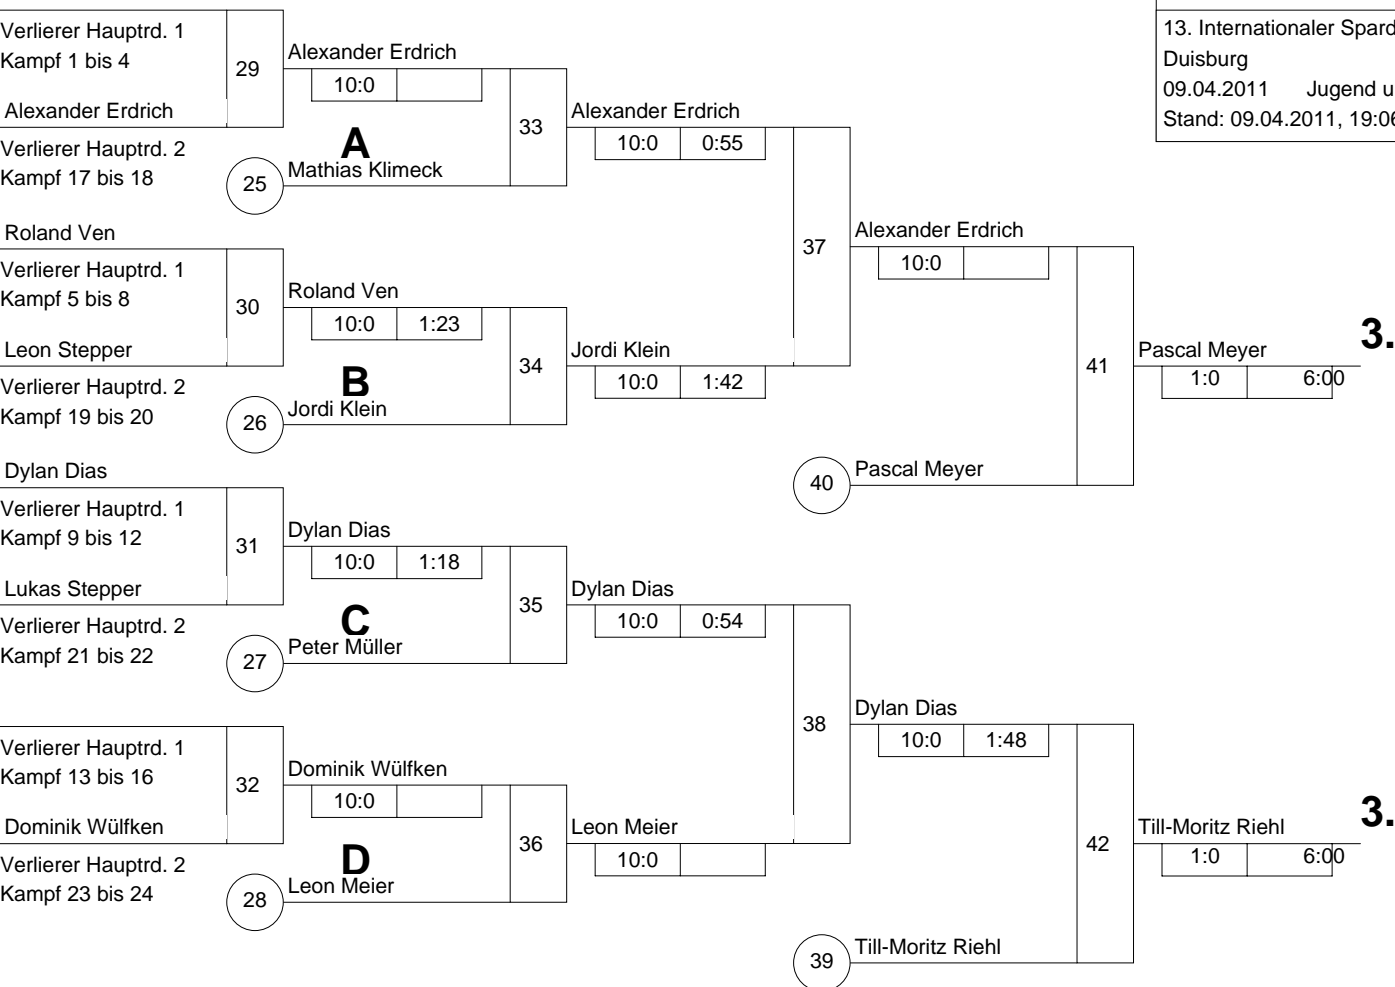 13. Internationaler Spard
Duisburg
09.04.2011 Jugend u
Stand: 09.04.2011, 19:06
Verlierer Hauptrd. 1
Kampf 1 bis 4
29
Alexander Erdrich
10:0
Alexander Erdrich
A
33
Alexander Erdrich
10:0 0:55
Verlierer Hauptrd. 2
Kampf 17 bis 18
25
Mathias Klimeck
37
Alexander Erdrich
10:0
Roland Ven
Verlierer Hauptrd. 1
Kampf 5 bis 8
30
Roland Ven
10:0 1:23
Leon Stepper
B
34
Jordi Klein
10:0 1:42
41
Pascal Meyer
1:0 6:00
3.
Verlierer Hauptrd. 2
Kampf 19 bis 20
26
Jordi Klein
40
Pascal Meyer
Dylan Dias
Verlierer Hauptrd. 1
Kampf 9 bis 12
31
Dylan Dias
10:0 1:18
Lukas Stepper
C
35
Dylan Dias
10:0 0:54
Verlierer Hauptrd. 2
Kampf 21 bis 22
27
Peter Müller
38
Dylan Dias
10:0 1:48
Verlierer Hauptrd. 1
Kampf 13 bis 16
32
Dominik Wülfken
10:0
Dominik Wülfken
D
36
Leon Meier
10:0
42
Till-Moritz Riehl
1:0 6:00
3.
Verlierer Hauptrd. 2
Kampf 23 bis 24
28
Leon Meier
39
Till-Moritz Riehl